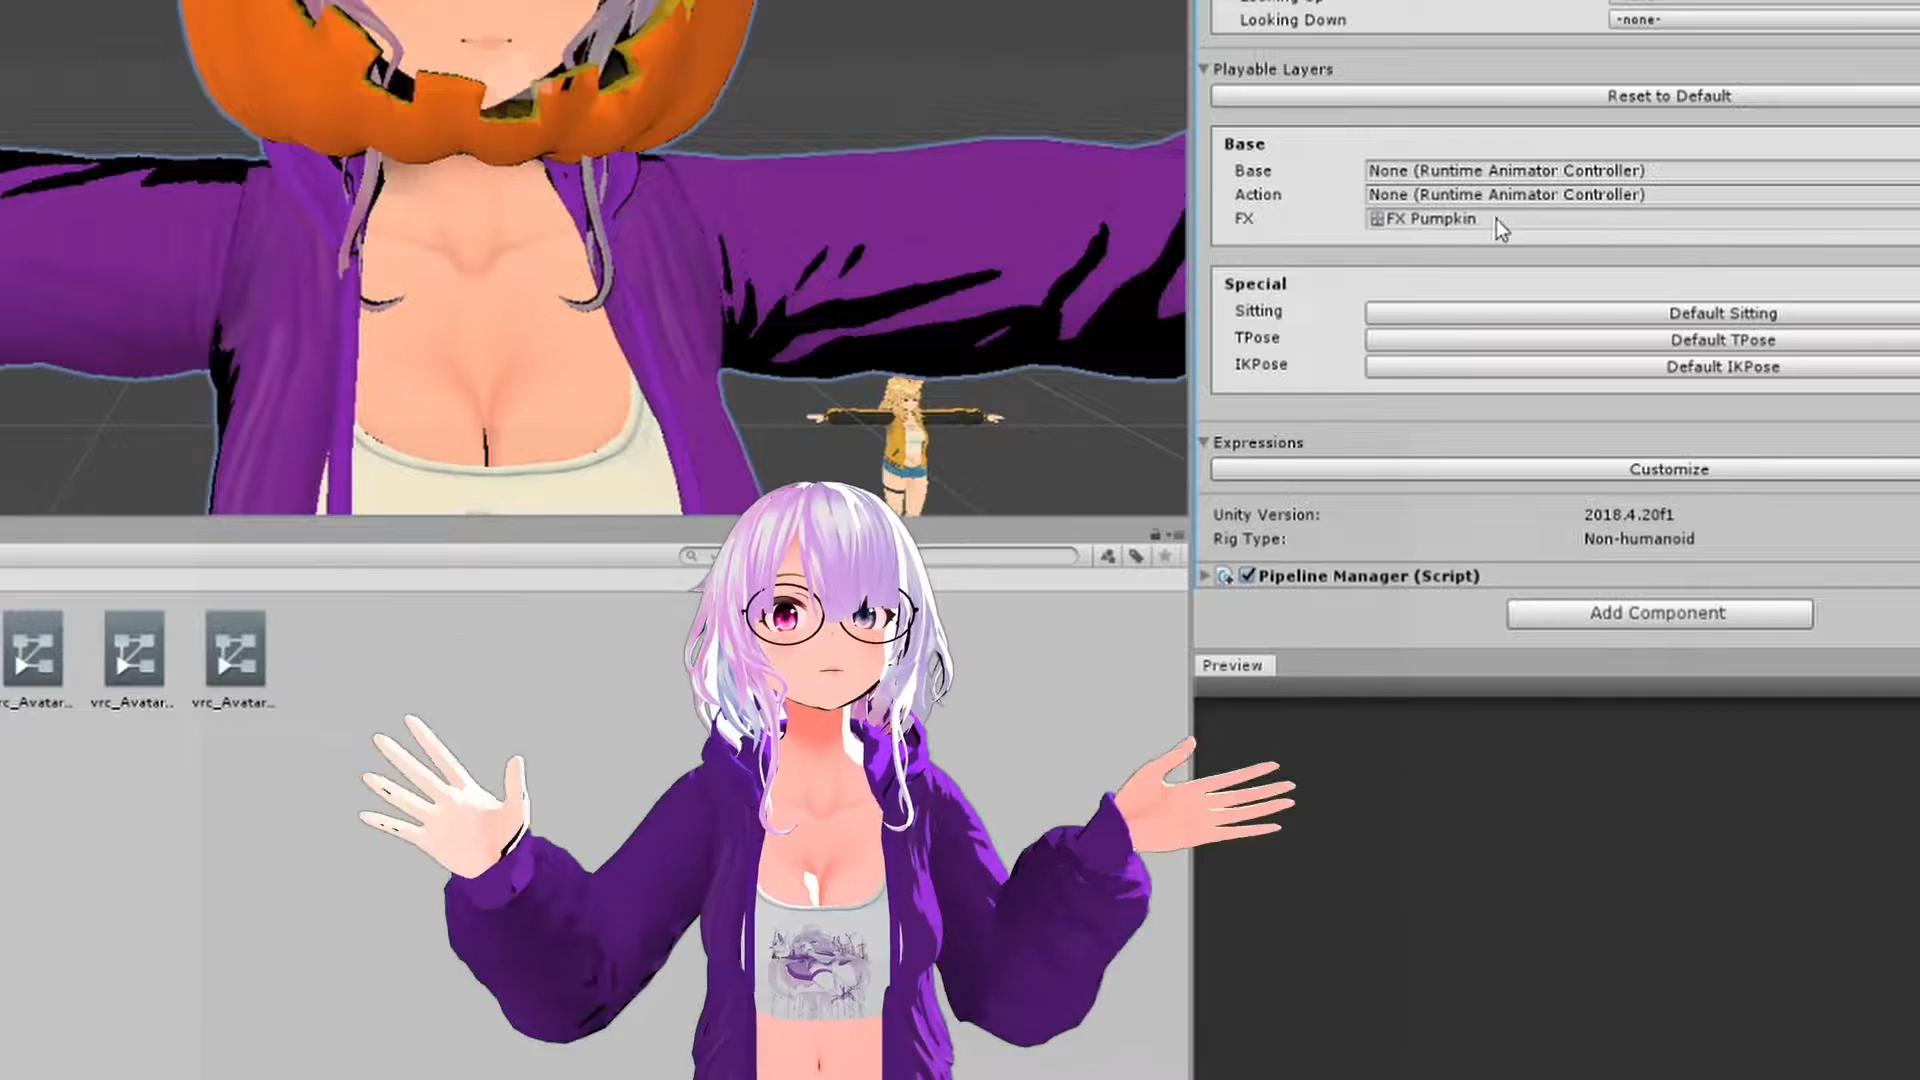 Looking Down
-none-
Playable Layers
Reset to Default
Base
Base None (Runtime Animator Controller)
Action None (Runtime Animator Controller)
FX FX Pumpkin
Special
Sitting Default Sitting
TPose Default TPose
IKPose Default IKPose
Expressions
Customize
Unity Version: 2018.4.20f1
Rig Type: Non-humanoid
Pipeline Manager (Script)
Add Component
Preview
rc_Avatar.. vrc_Avatar.. vrc_Avatar..